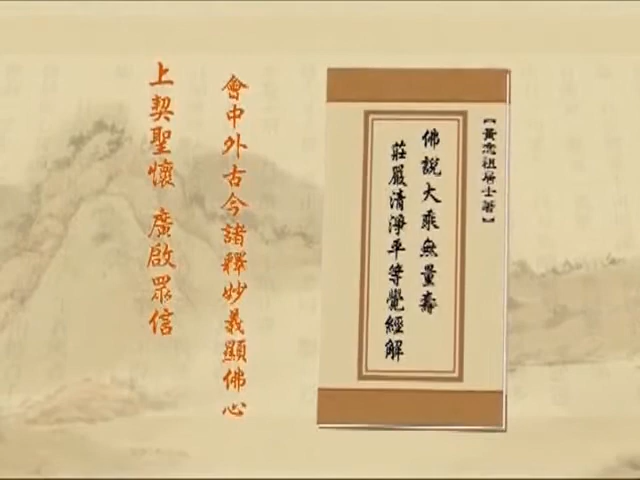 【黃念祖居士著】
佛說大乘無量壽
莊嚴清淨平等覺經解
會中外古今諸釋妙義顯佛心
上契聖懷 廣啟眾信